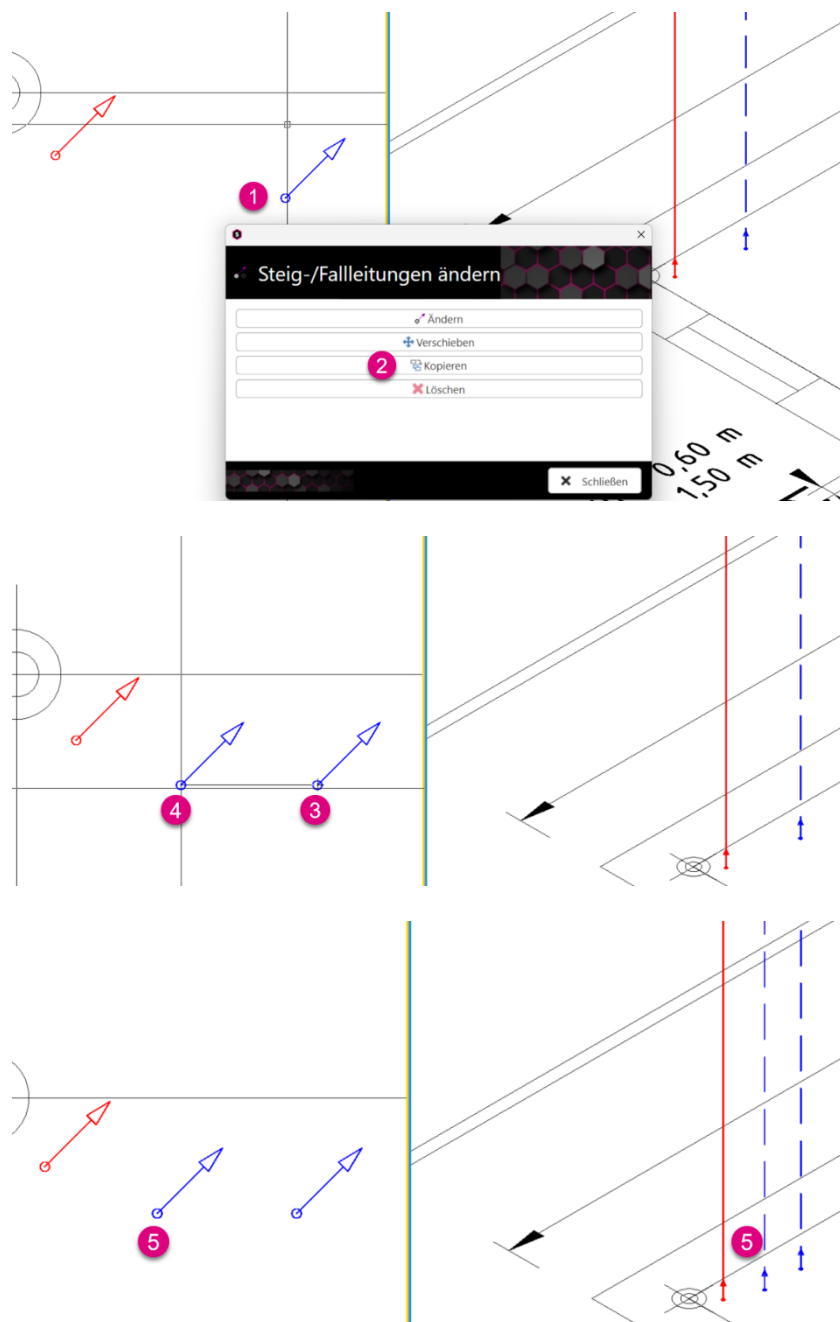 1
Steig-/Fallleitungen ändern
Ändern
Verschieben
2 Kopieren
Löschen
Schließen
0,60 m
1,50 m
4
3
5
5